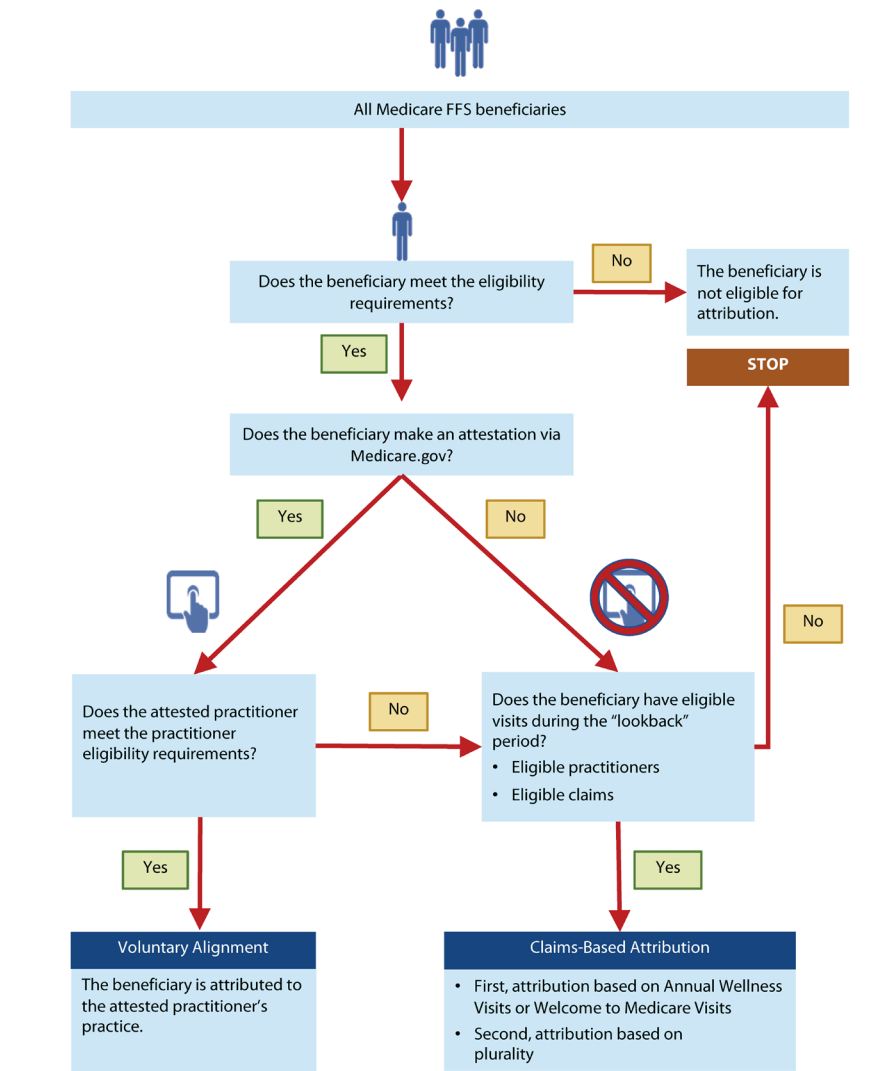 All Medicare FFS beneficiaries
Does the beneficiary meet the eligibility
requirements?
No
The beneficiary is
not eligible for
attribution.
STOP
Yes
Does the beneficiary make an attestation via
Medicare.gov?
Yes
No
No
Does the attested practitioner
meet the practitioner
eligibility requirements?
No
Does the beneficiary have eligible
visits during the “lookback”
period?
• Eligible practitioners
• Eligible claims
Yes
Yes
Voluntary Alignment
The beneficiary is attributed to
the attested practitioner’s
practice.
Claims-Based Attribution
• First, attribution based on Annual Wellness
Visits or Welcome to Medicare Visits
• Second, attribution based on
plurality